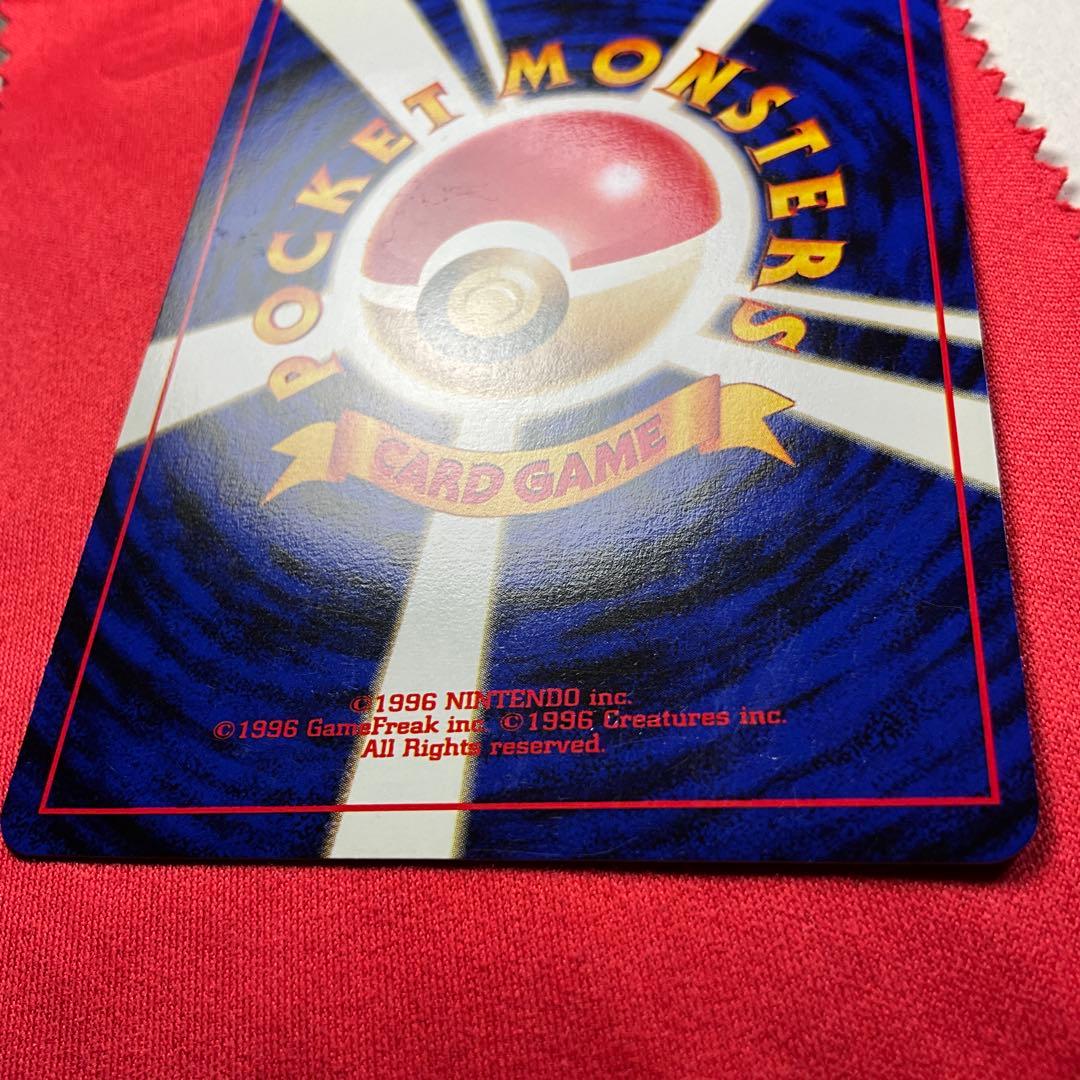 POCKET MONSTERS
CARD GAME
©1996 NINTENDO inc.
©1996 GameFreak inc. ©1996 Creatures inc.
All Rights reserved.